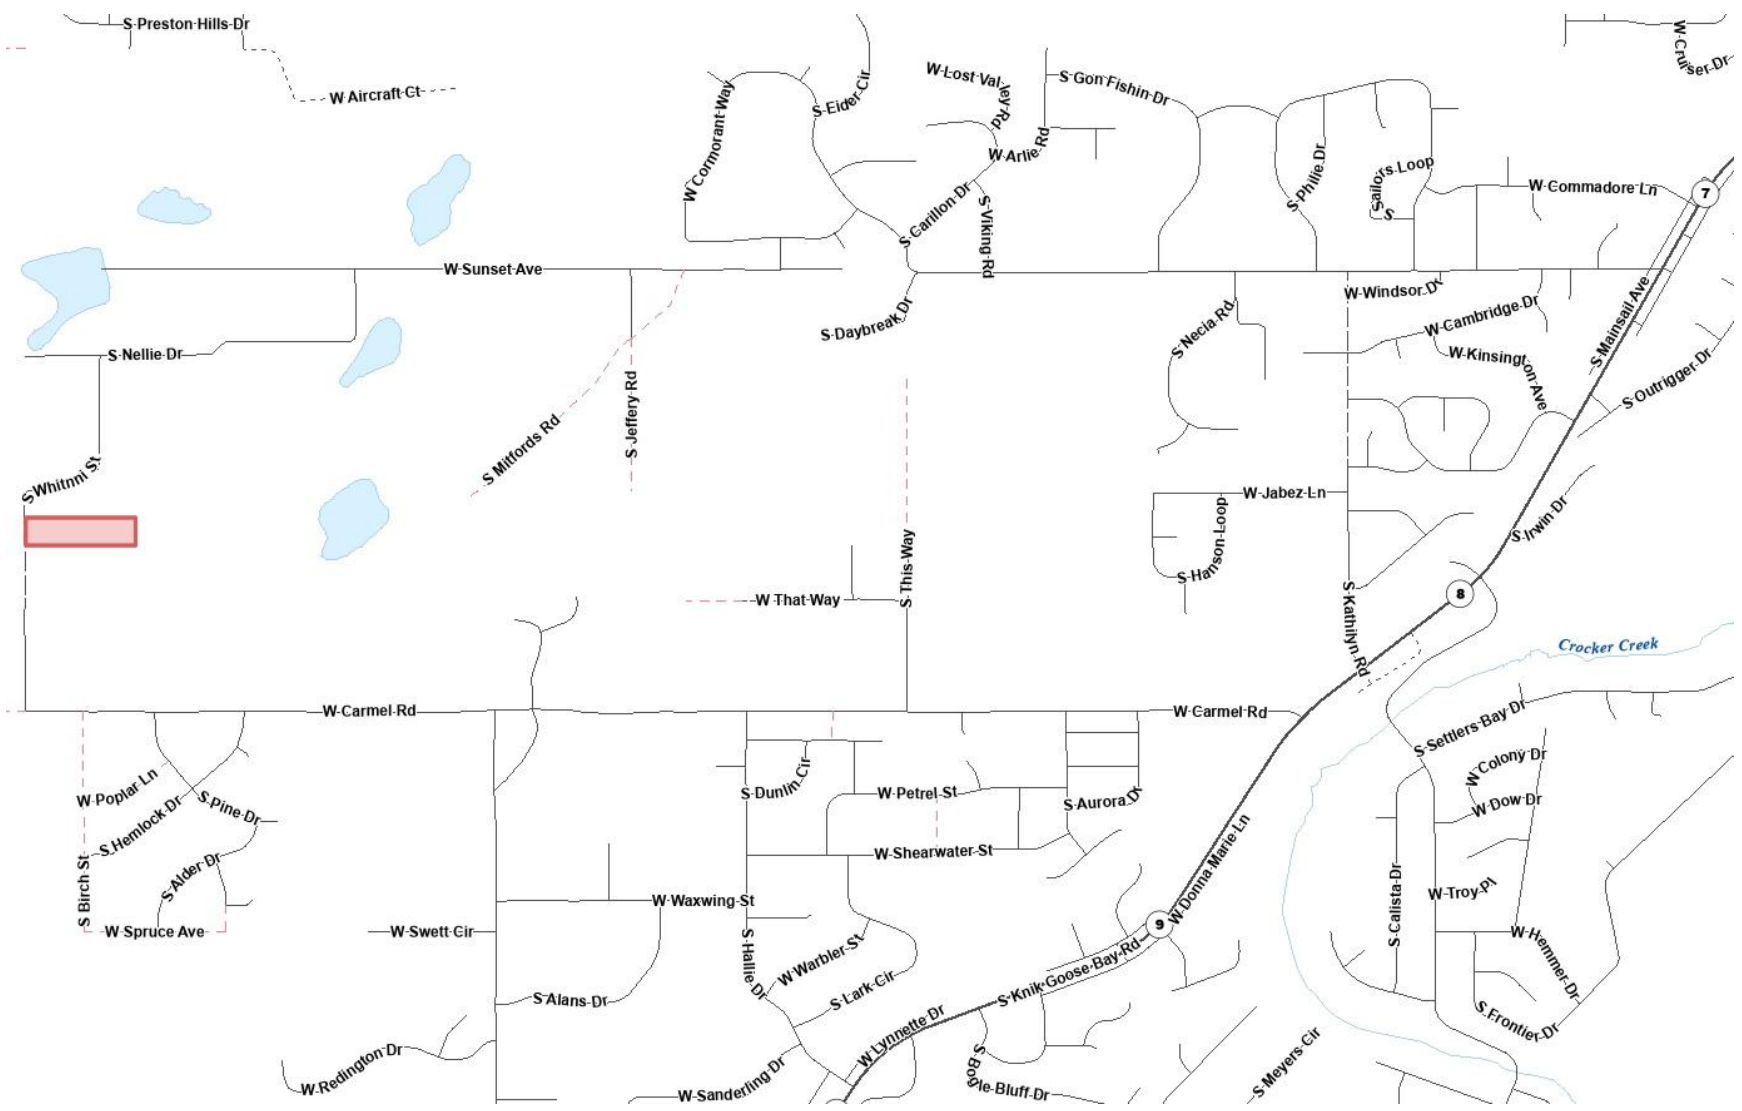 S Preston Hills Dr
W Cruiser Dr
W Lost Valley Rd
S Gon Fishin Dr
W Aircraft Ct
S Eider Cir
W Cormorant Way
W Arlie Rd
S Philie Dr
Sailors Loop
S
W Commadore Ln
7
S Carillon Dr
S Viking Rd
W Sunset Ave
W Windsor Dr
S Daybreak Dr
S Necia Rd
W Cambridge Dr
S Mainsail Ave
S Nellie Dr
W Kinsington Ave
S Outrigger Dr
S Jeffery Rd
S Mitfords Rd
S Whitnni St
W Jabez Ln
S Hanson Loop
S Irwin Dr
S This Way
W That Way
S Kathilyn Rd
8
Crocker Creek
W Carmel Rd
W Carmel Rd
S Settlers Bay Dr
W Colony Dr
W Poplar Ln
S Hemlock Dr
S Pine Dr
S Dunlin Cir
W Petrel St
S Aurora Dr
W Dow Dr
W Shearwater St
S Alder Dr
S Birch St
W Donna Marie Ln
S Calista Dr
W Troy Pl
W Waxwing St
W Spruce Ave
W Swett Cir
9
W Hemmer Dr
S Hallie Dr
W Warbler St
S Knik Goose Bay Rd
S Lark Cir
S Alans Dr
S Frontier Dr
W Lynnette Dr
W Redington Dr
W Sanderling Dr
S Bogle Bluff Dr
S Meyers Cir